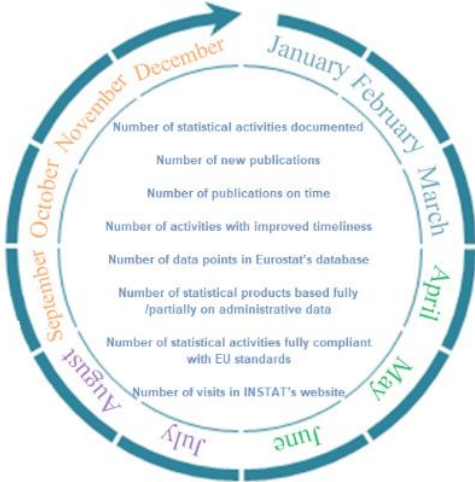 January
February
March
April
May
June
July
August
September
October
November
December
Number of statistical activities documented
Number of new publications
Number of publications on time
Number of activities with improved timeliness
Number of data points in Eurostat's database
Number of statistical products based fully
/partially on administrative data
Number of statistical activities fully compliant
with EU standards
Number of visits in INSTAT's website